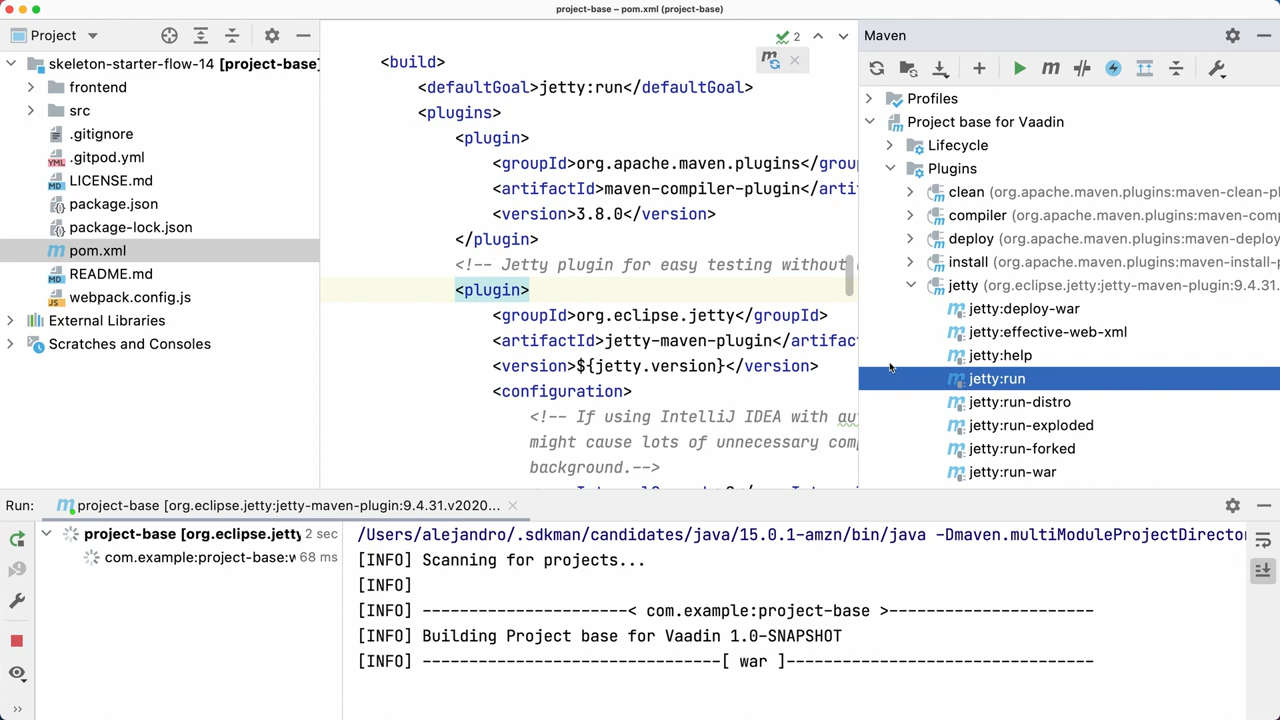 project-base – pom.xml (project-base)
Project
skeleton-starter-flow-14 [project-base]
frontend
src
.gitignore
.gitpod.yml
LICENSE.md
package.json
package-lock.json
pom.xml
README.md
webpack.config.js
External Libraries
Scratches and Consoles
2
<build>
<defaultGoal>jetty:run</defaultGoal>
<plugins>
<plugin>
<groupId>org.apache.maven.plugins</grou
<artifactId>maven-compiler-plugin</arti
<version>3.8.0</version>
</plugin>
<!-- Jetty plugin for easy testing without
<plugin>
<groupId>org.eclipse.jetty</groupId>
<artifactId>jetty-maven-plugin</artifac
<version>${jetty.version}</version>
<configuration>
<!-- If using IntelliJ IDEA with au
might cause lots of unnecessary com
background.-->
Maven
Profiles
Project base for Vaadin
Lifecycle
Plugins
clean (org.apache.maven.plugins:maven-clean-pl
compiler (org.apache.maven.plugins:maven-comp
deploy (org.apache.maven.plugins:maven-deploy
install (org.apache.maven.plugins:maven-install-p
jetty (org.eclipse.jetty:jetty-maven-plugin:9.4.31.
jetty:deploy-war
jetty:effective-web-xml
jetty:help
jetty:run
jetty:run-distro
jetty:run-exploded
jetty:run-forked
jetty:run-war
Run:
project-base [org.eclipse.jetty:jetty-maven-plugin:9.4.31.v2020...
project-base [org.eclipse.jetty 2 sec
com.example:project-base:w 68 ms
/Users/alejandro/.sdkman/candidates/java/15.0.1-amzn/bin/java -Dmaven.multiModuleProjectDirector
[INFO] Scanning for projects...
[INFO]
[INFO] ----------------------< com.example:project-base >----------------------
[INFO] Building Project base for Vaadin 1.0-SNAPSHOT
[INFO] --------------------------------[ war ]---------------------------------